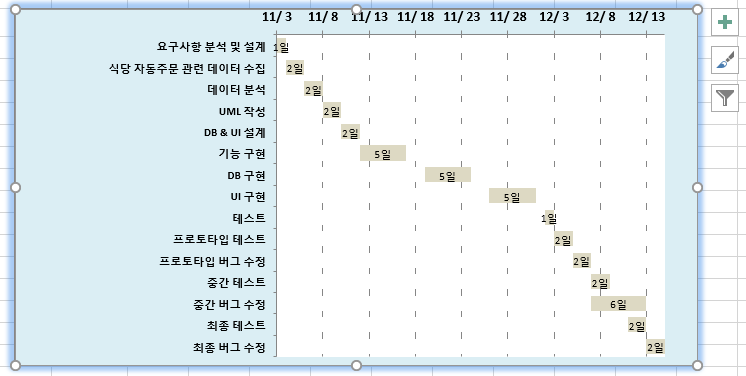 11/ 3 11/ 8 11/ 13 11/ 18 11/ 23 11/ 28 12/ 3 12/ 8 12/ 13
요구사항 분석 및 설계 1일
식당 자동주문 관련 데이터 수집 2일
데이터 분석 2일
UML 작성 2일
DB & UI 설계 2일
기능 구현 5일
DB 구현 5일
UI 구현 5일
테스트 1일
프로토타입 테스트 2일
프로토타입 버그 수정 2일
중간 테스트 2일
중간 버그 수정 6일
최종 테스트 2일
최종 버그 수정 2일